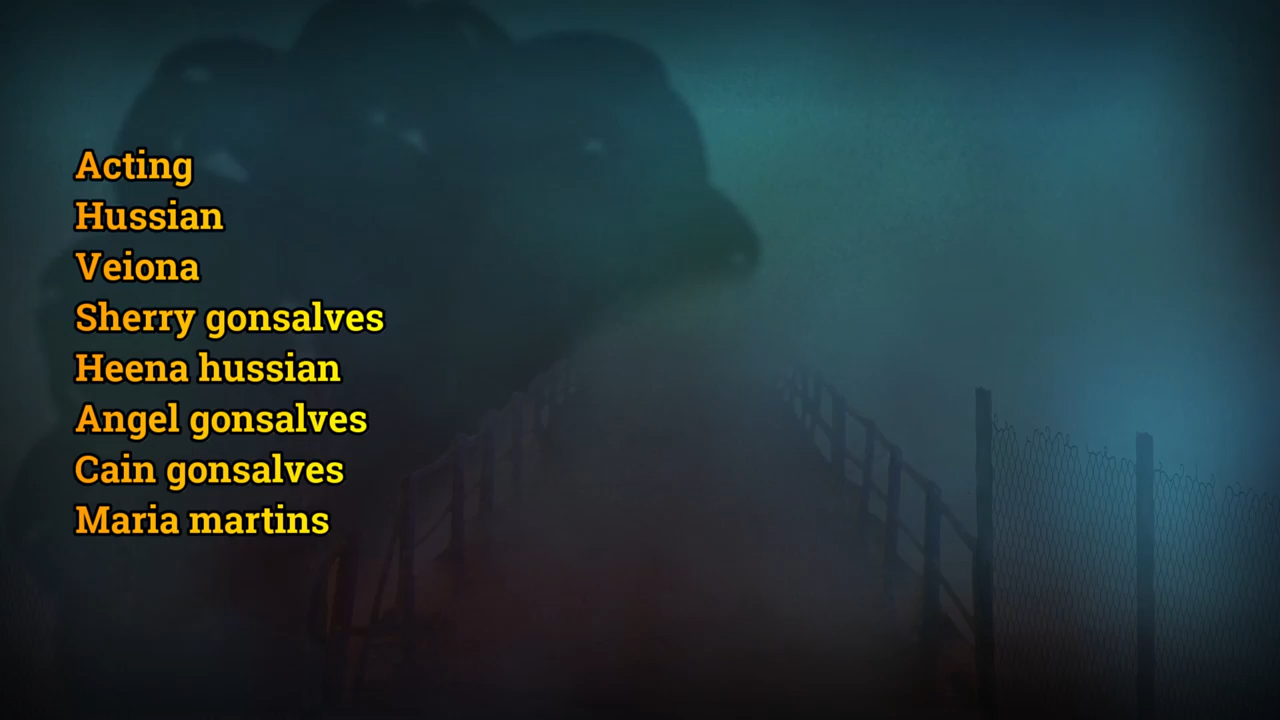 Acting
Hussian
Veiona
Sherry gonsalves
Heena hussian
Angel gonsalves
Cain gonsalves
Maria martins